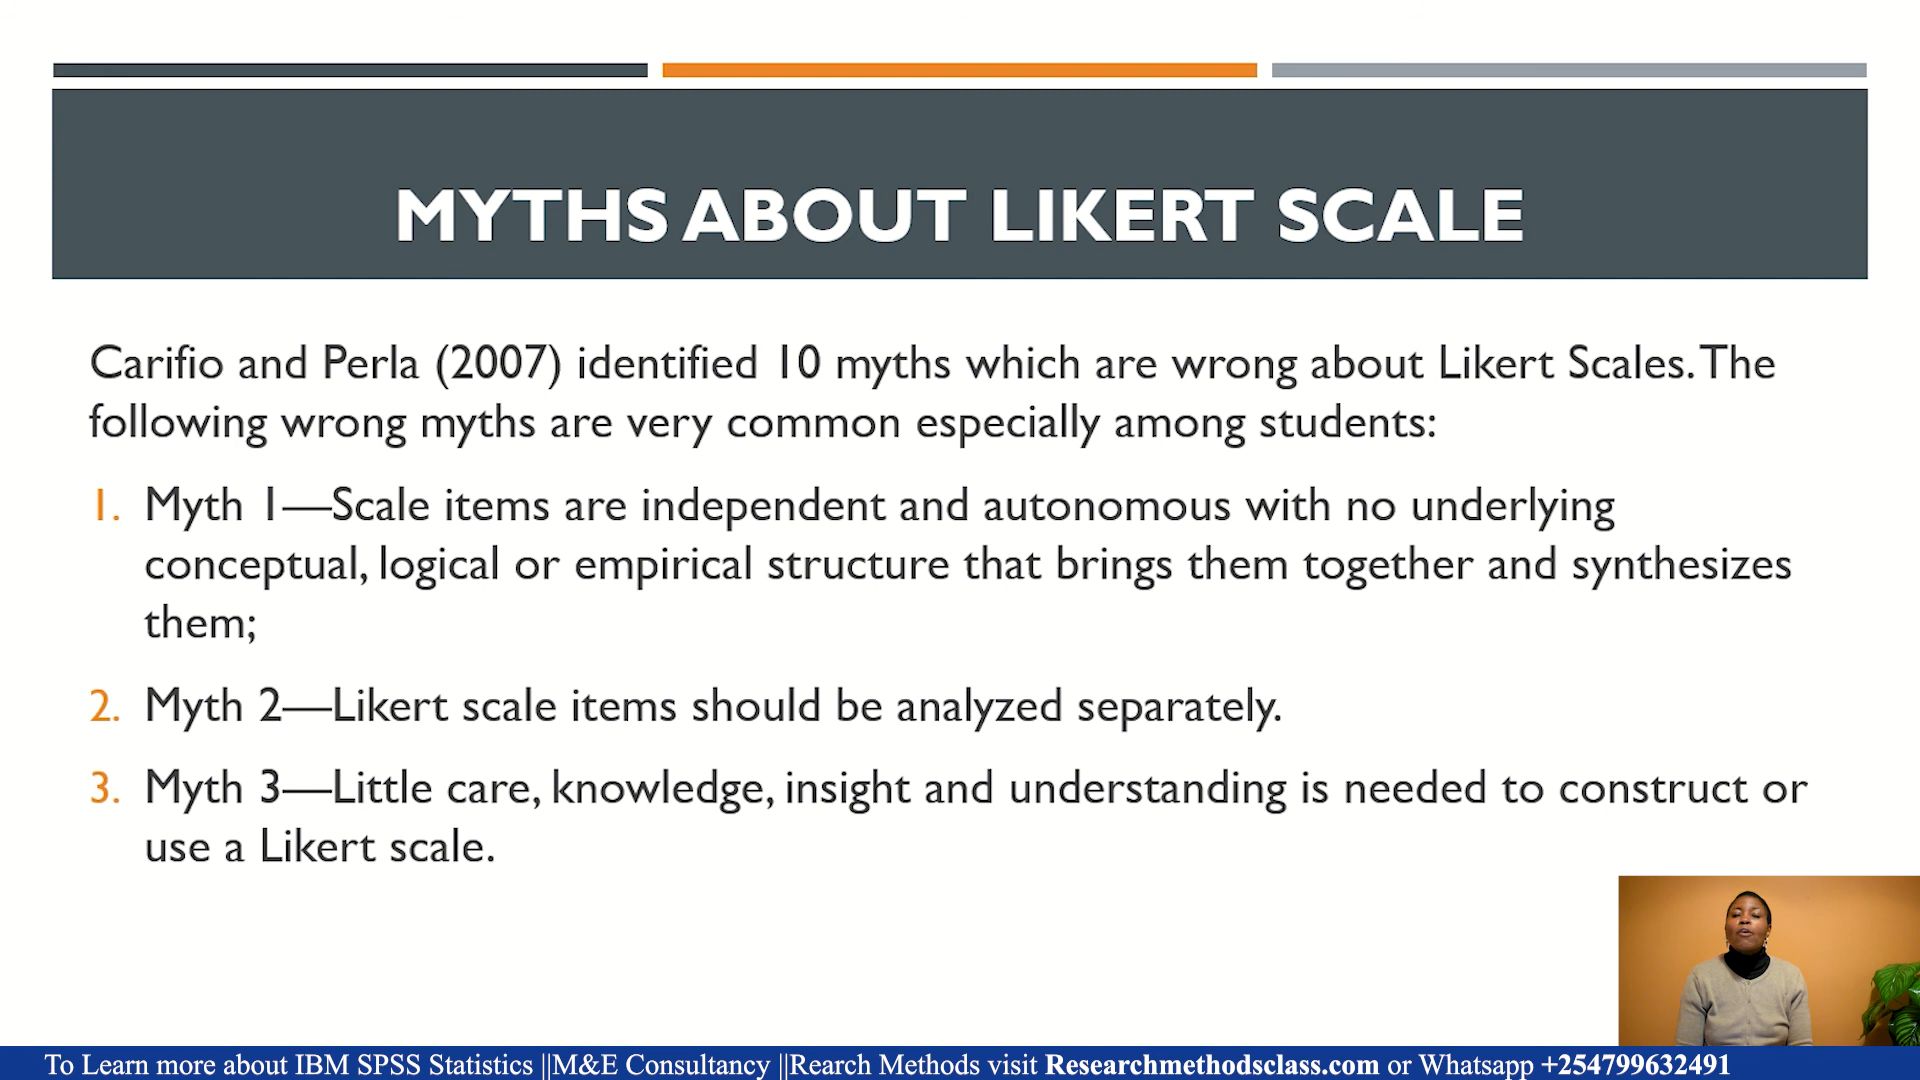 MYTHS ABOUT LIKERT SCALE
Carifio and Perla (2007) identified 10 myths which are wrong about Likert Scales. The
following wrong myths are very common especially among students:
1. Myth 1—Scale items are independent and autonomous with no underlying
conceptual, logical or empirical structure that brings them together and synthesizes
them;
2. Myth 2—Likert scale items should be analyzed separately.
3. Myth 3—Little care, knowledge, insight and understanding is needed to construct or
use a Likert scale.
To Learn more about IBM SPSS Statistics ||M&E Consultancy ||Rearch Methods visit Researchmethodsclass.com or Whatsapp +254799632491